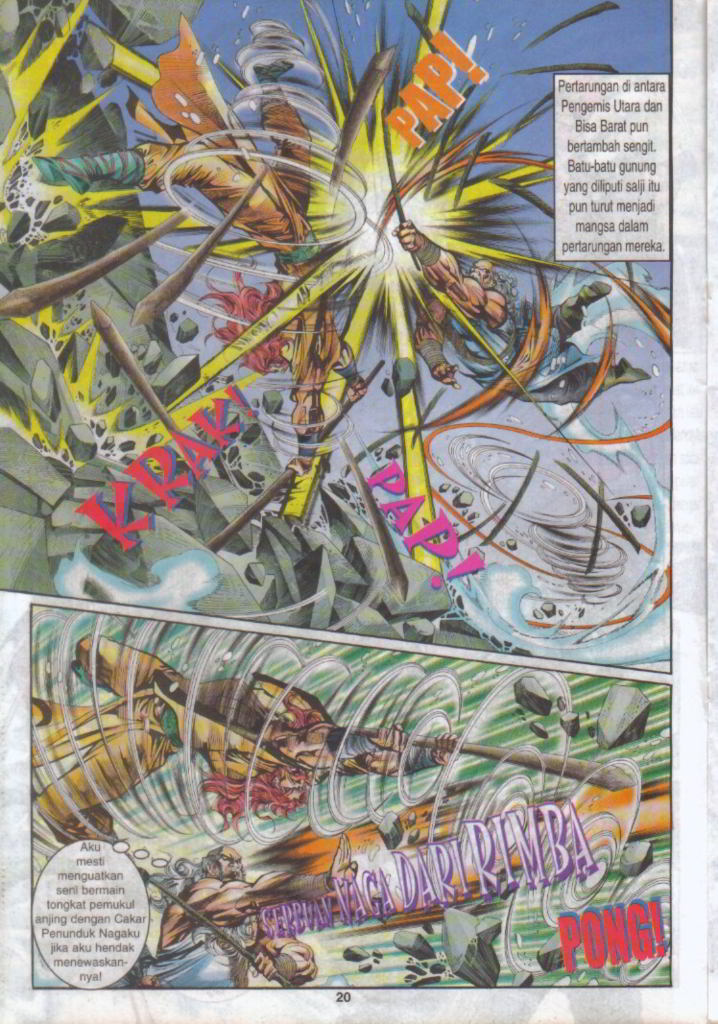 PAP!
Pertarungan di antara
Pengemis Utara dan
Bisa Barat pun
bertambah sengit.
Batu-batu gunung
yang diliputi salji itu
pun turut menjadi
mangsa dalam
pertarungan mereka.
KRAK!
PAP!
Aku
mesti
menguatkan
seni bermain
tongkat pemukul
anjing dengan Cakar
Penunduk Nagaku
jika aku hendak
menewaskan-
nya!
SERBUAN NAGA DARI RIMBA
PONG!
20